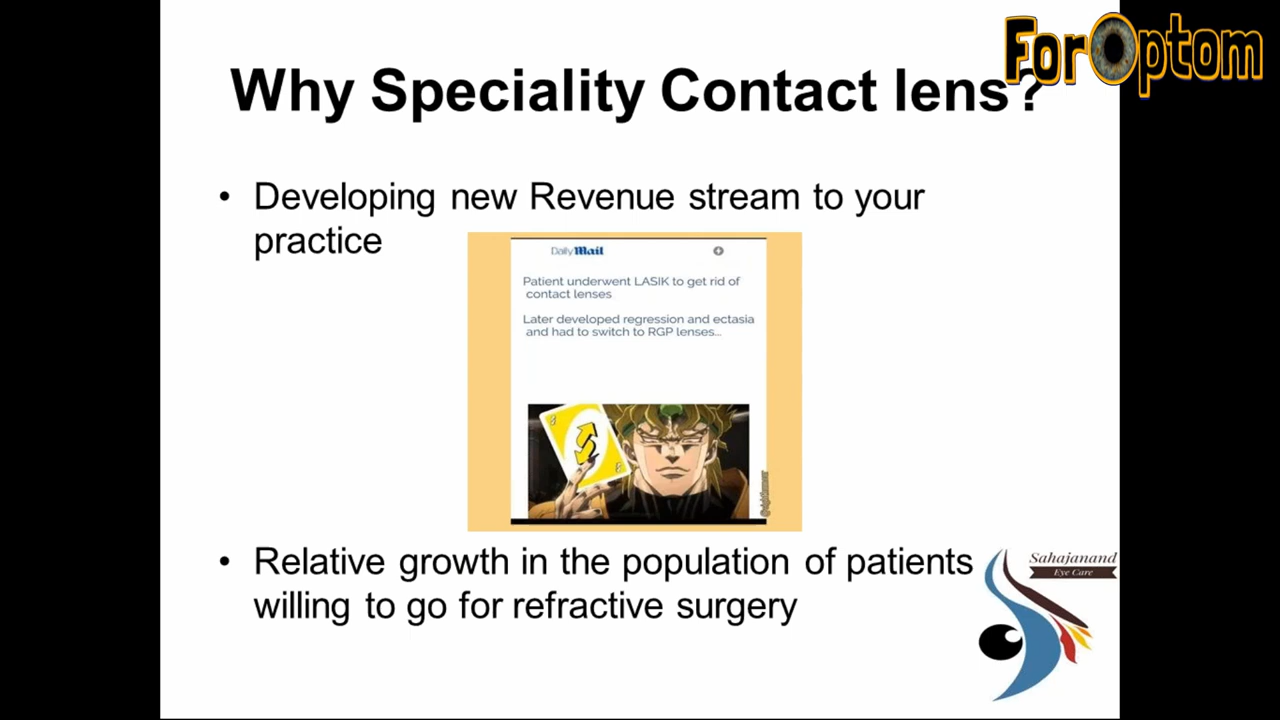 ForOptom
Why Speciality Contact lens?
• Developing new Revenue stream to your
practice
Daily Mail
Patient underwent LASIK to get rid of
contact lenses
Later developed regression and ectasia
and had to switch to RGP lenses...
• Relative growth in the population of patients
willing to go for refractive surgery
Sahajanand
Eye Care